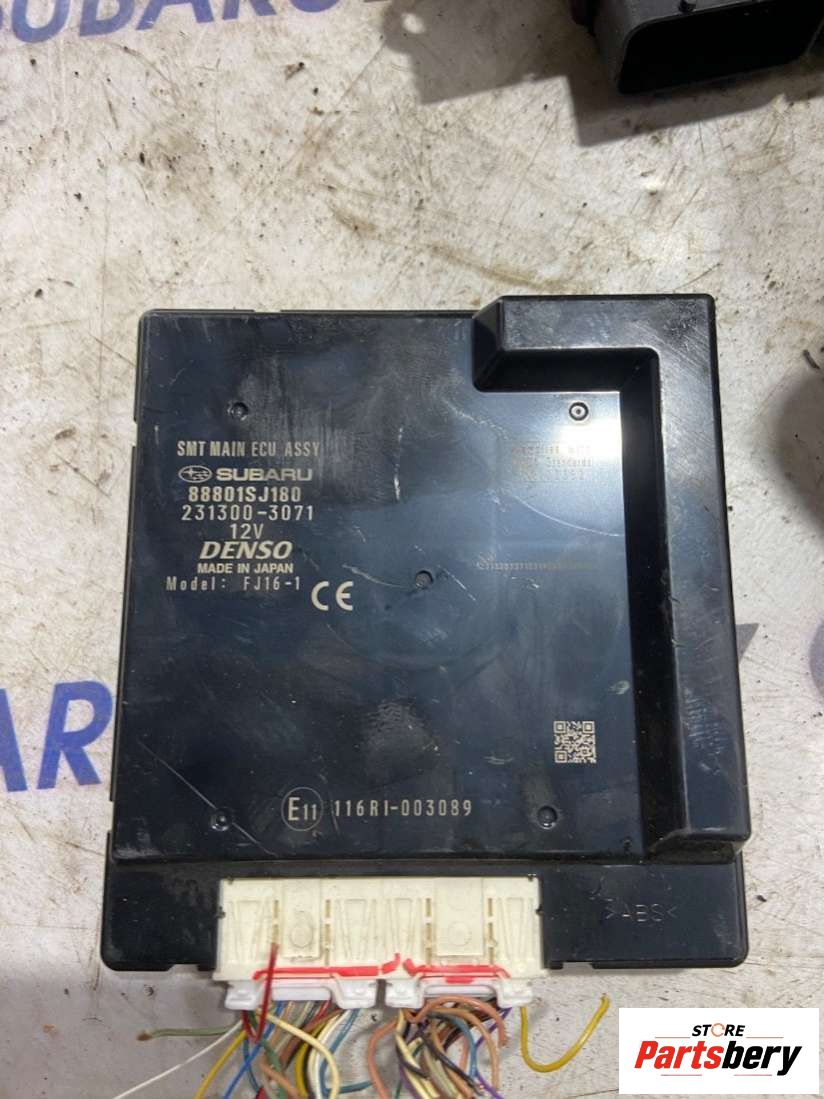 SUBARU
SMT MAIN ECU ASSY
SUBARU
88801SJ180
231300-3071
12V
DENSO
MADE IN JAPAN
Model: FJ16-1
CE
E11 116RI-003089
>ABS<
STORE
Partsbery